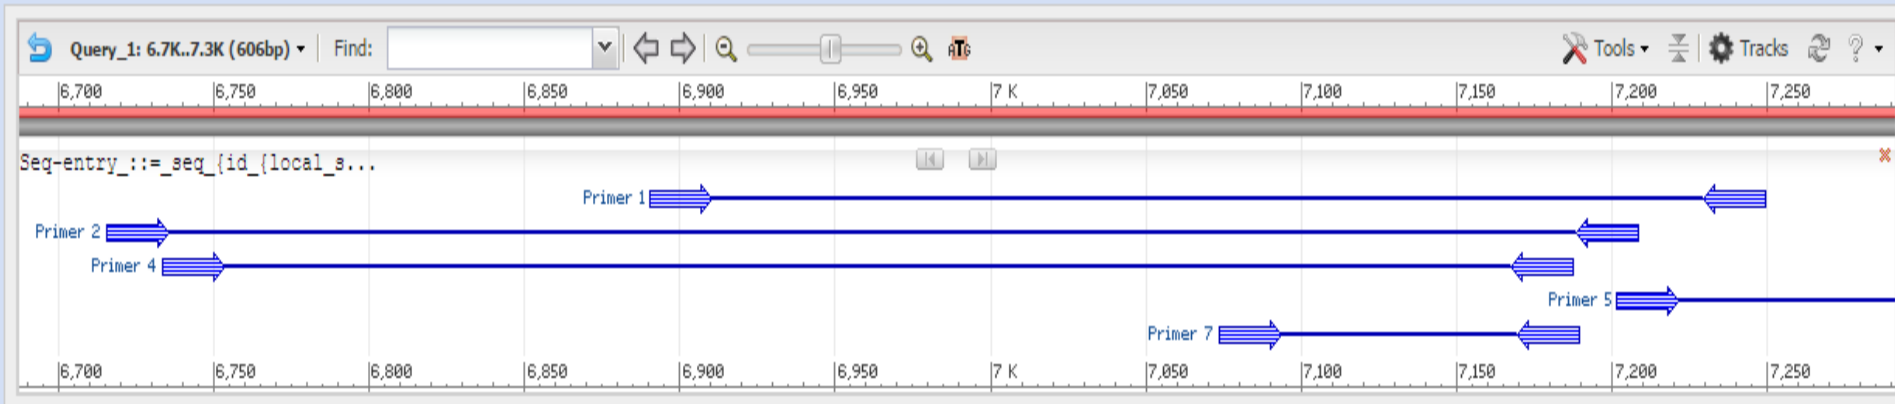 Query_1: 6.7K..7.3K (606bp) Find: ATG Tools Tracks ?
6,700 6,750 6,800 6,850 6,900 6,950 7 K 7,050 7,100 7,150 7,200 7,250
Seq-entry_::=_seq_{id_{local_s...
Primer 1
Primer 2
Primer 4
Primer 5
Primer 7
6,700 6,750 6,800 6,850 6,900 6,950 7 K 7,050 7,100 7,150 7,200 7,250